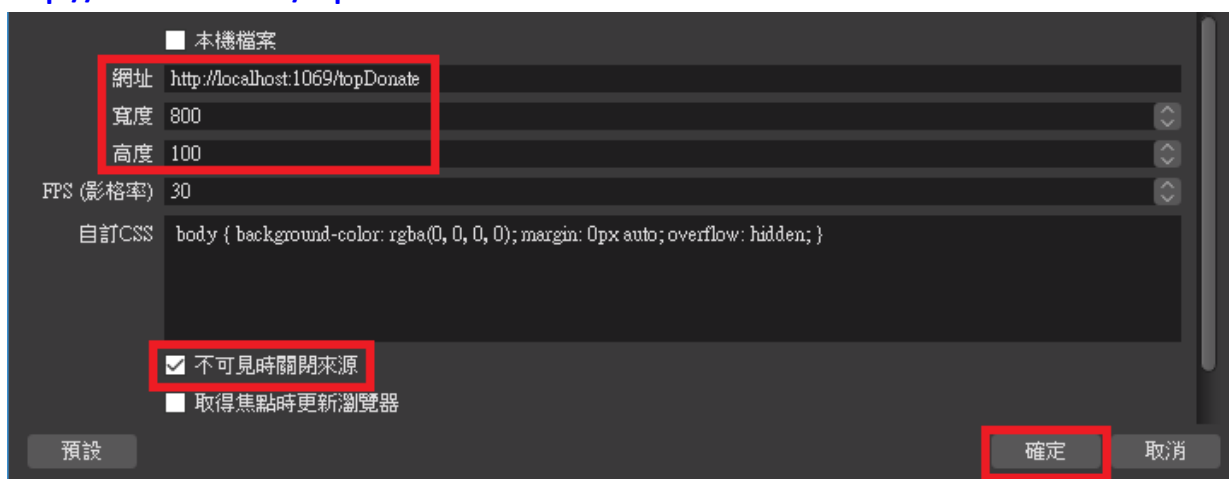 本機檔案
網址 http://localhost:1069/topDonate
寬度 800
高度 100
FPS (影格率) 30
自訂CSS body { background-color: rgba(0, 0, 0, 0); margin: 0px auto; overflow: hidden; }
不可見時關閉來源
取得焦點時更新瀏覽器
預設 確定 取消